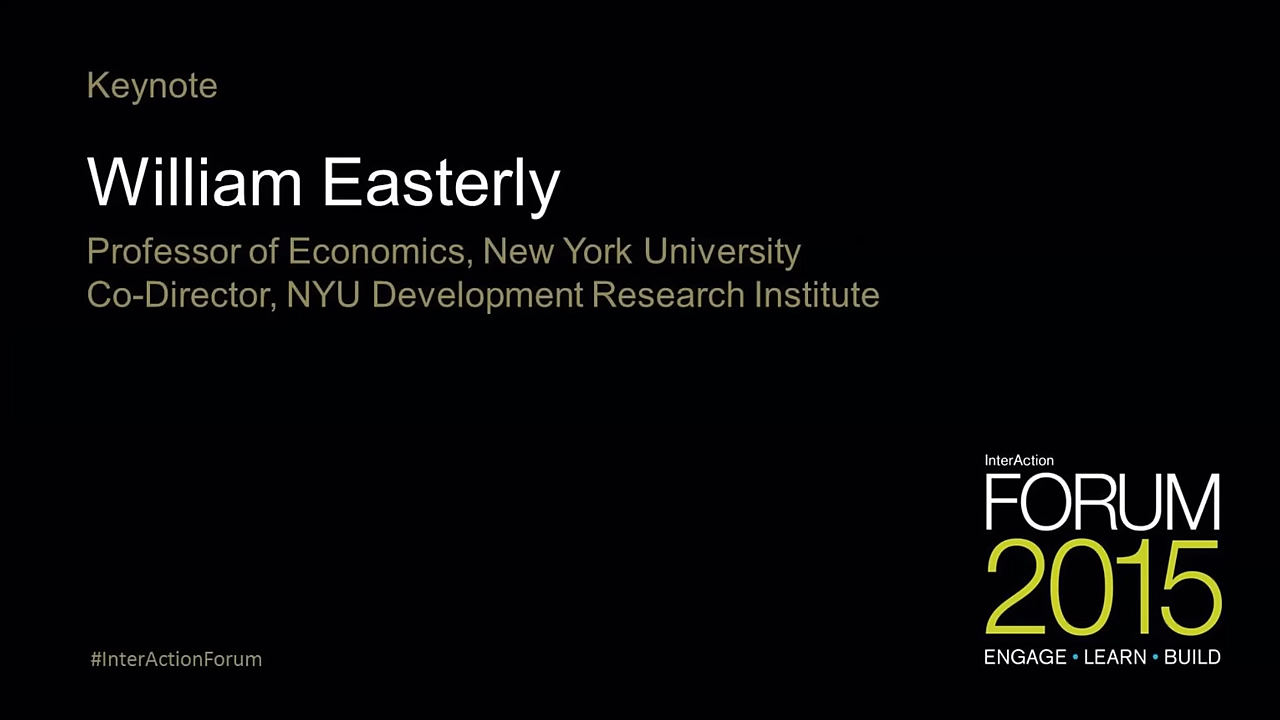 Keynote
William Easterly
Professor of Economics, New York University
Co-Director, NYU Development Research Institute
InterAction
FORUM
2015
ENGAGE • LEARN • BUILD
#InterActionForum